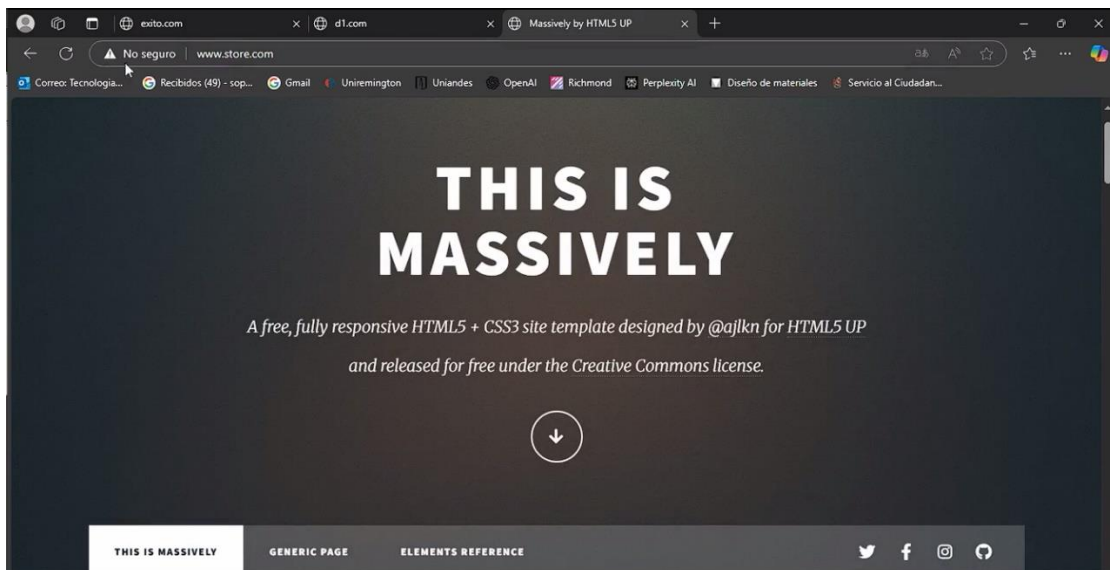 exito.com
d1.com
Massively by HTML5 UP
No seguro www.store.com
Correo: Tecnologia... Recibidos (49) - sop... Gmail Uniremington Uniandes OpenAI Richmond Perplexity AI Diseño de materiales Servicio al Ciudadan...
THIS IS
MASSIVELY
A free, fully responsive HTML5 + CSS3 site template designed by @ajlkn for HTML5 UP
and released for free under the Creative Commons license.
THIS IS MASSIVELY GENERIC PAGE ELEMENTS REFERENCE